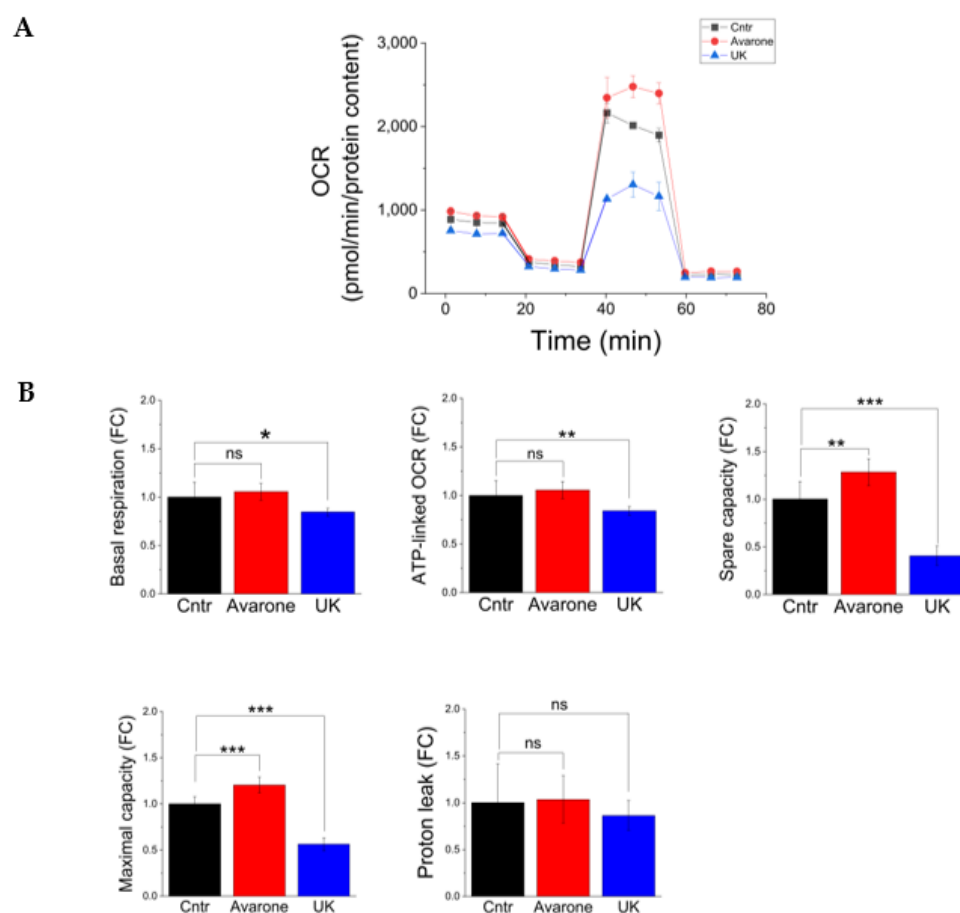 A
Cntr
Avarone
UK
OCR
(pmol/min/protein content)
3,000
2,000
1,000
0
0 20 40 60 80
Time (min)
B
Basal respiration (FC)
2.0
1.5
1.0
0.5
0.0
*
ns
Cntr Avarone UK
ATP-linked OCR (FC)
2.0
1.5
1.0
0.5
0.0
**
ns
Cntr Avarone UK
Spare capacity (FC)
2.0
1.5
1.0
0.5
0.0
***
**
Cntr Avarone UK
Maximal capacity (FC)
2.0
1.5
1.0
0.5
0.0
***
***
Cntr Avarone UK
Proton leak (FC)
2.0
1.5
1.0
0.5
0.0
ns
ns
Cntr Avarone UK